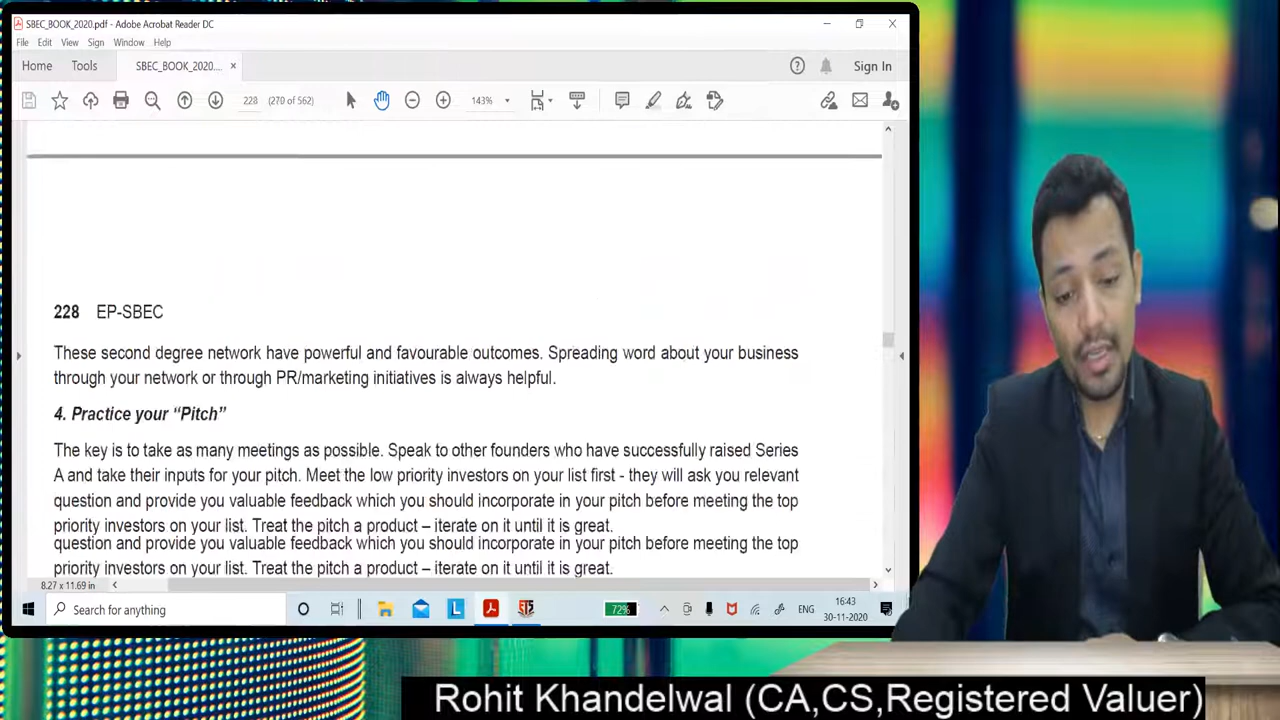 SBEC_BOOK_2020.pdf - Adobe Acrobat Reader DC
File Edit View Sign Window Help
Home Tools SBEC_BOOK_2020... × Sign In
228 (270 of 562) 143%
228 EP-SBEC
These second degree network have powerful and favourable outcomes. Spreading word about your business
through your network or through PR/marketing initiatives is always helpful.
4. Practice your “Pitch”
The key is to take as many meetings as possible. Speak to other founders who have successfully raised Series
A and take their inputs for your pitch. Meet the low priority investors on your list first - they will ask you relevant
question and provide you valuable feedback which you should incorporate in your pitch before meeting the top
priority investors on your list. Treat the pitch a product – iterate on it until it is great.
question and provide you valuable feedback which you should incorporate in your pitch before meeting the top
priority investors on your list. Treat the pitch a product – iterate on it until it is great.
8.27 x 11.69 in
Search for anything
L
72%
ENG
16:43
30-11-2020
Rohit Khandelwal (CA,CS,Registered Valuer)